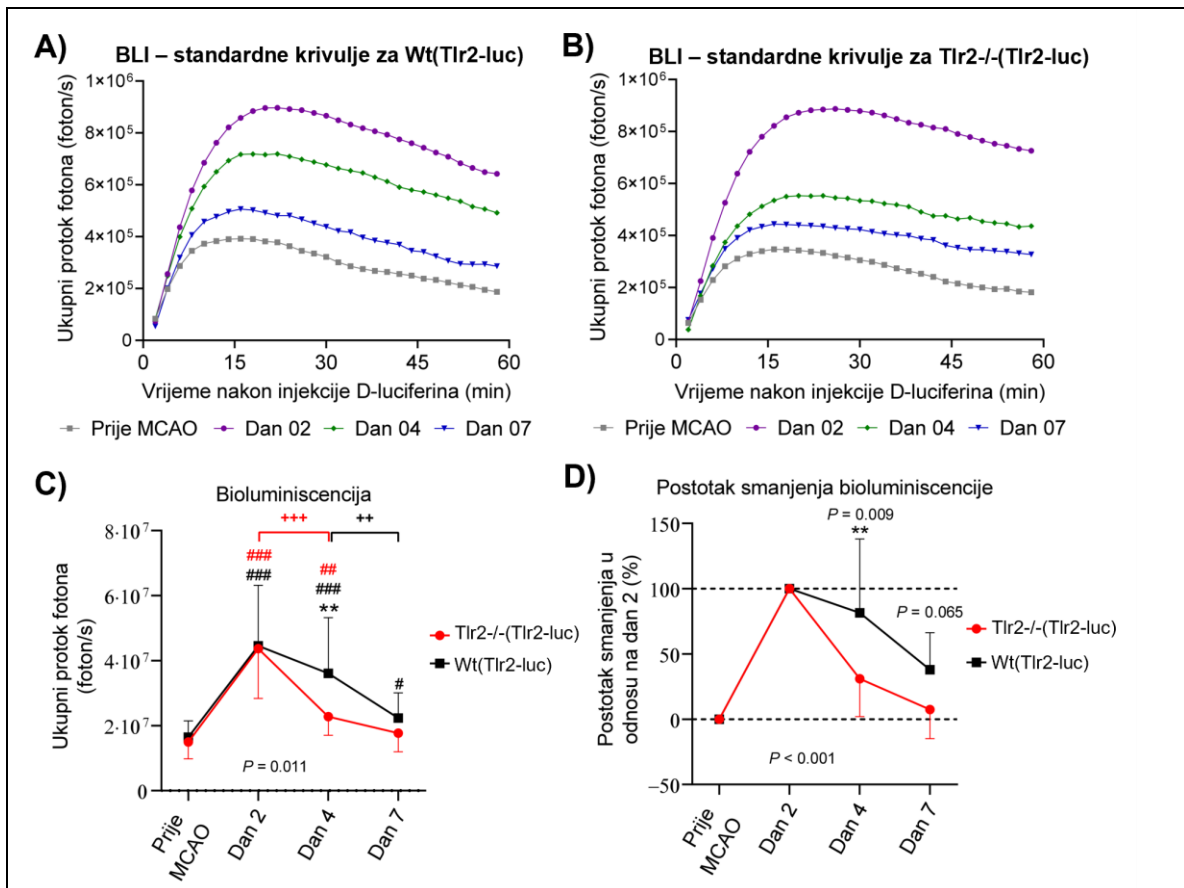 A)
BLI – standardne krivulje za Wt(Tlr2-luc)
Ukupni protok fotona (foton/s)
1×10⁶
8×10⁵
6×10⁵
4×10⁵
2×10⁵
0
0 15 30 45 60
Vrijeme nakon injekcije D-luciferina (min)
Prije MCAO Dan 02 Dan 04 Dan 07
B)
BLI – standardne krivulje za Tlr2-/-(Tlr2-luc)
Ukupni protok fotona (foton/s)
1×10⁶
8×10⁵
6×10⁵
4×10⁵
2×10⁵
0
0 15 30 45 60
Vrijeme nakon injekcije D-luciferina (min)
Prije MCAO Dan 02 Dan 04 Dan 07
C)
Bioluminiscencija
Ukupni protok fotona
(foton/s)
8·10⁷
6·10⁷
4·10⁷
2·10⁷
0
+++ ++
### ##
### ###
**
#
Tlr2-/-(Tlr2-luc)
Wt(Tlr2-luc)
P = 0.011
Prije
MCAO
Dan 2
Dan 4
Dan 7
D)
Postotak smanjenja bioluminiscencije
Postotak smanjenja u
odnosu na dan 2 (%)
150
100
50
0
−50
P = 0.009
**
P = 0.065
Tlr2-/-(Tlr2-luc)
Wt(Tlr2-luc)
P < 0.001
Prije
MCAO
Dan 2
Dan 4
Dan 7